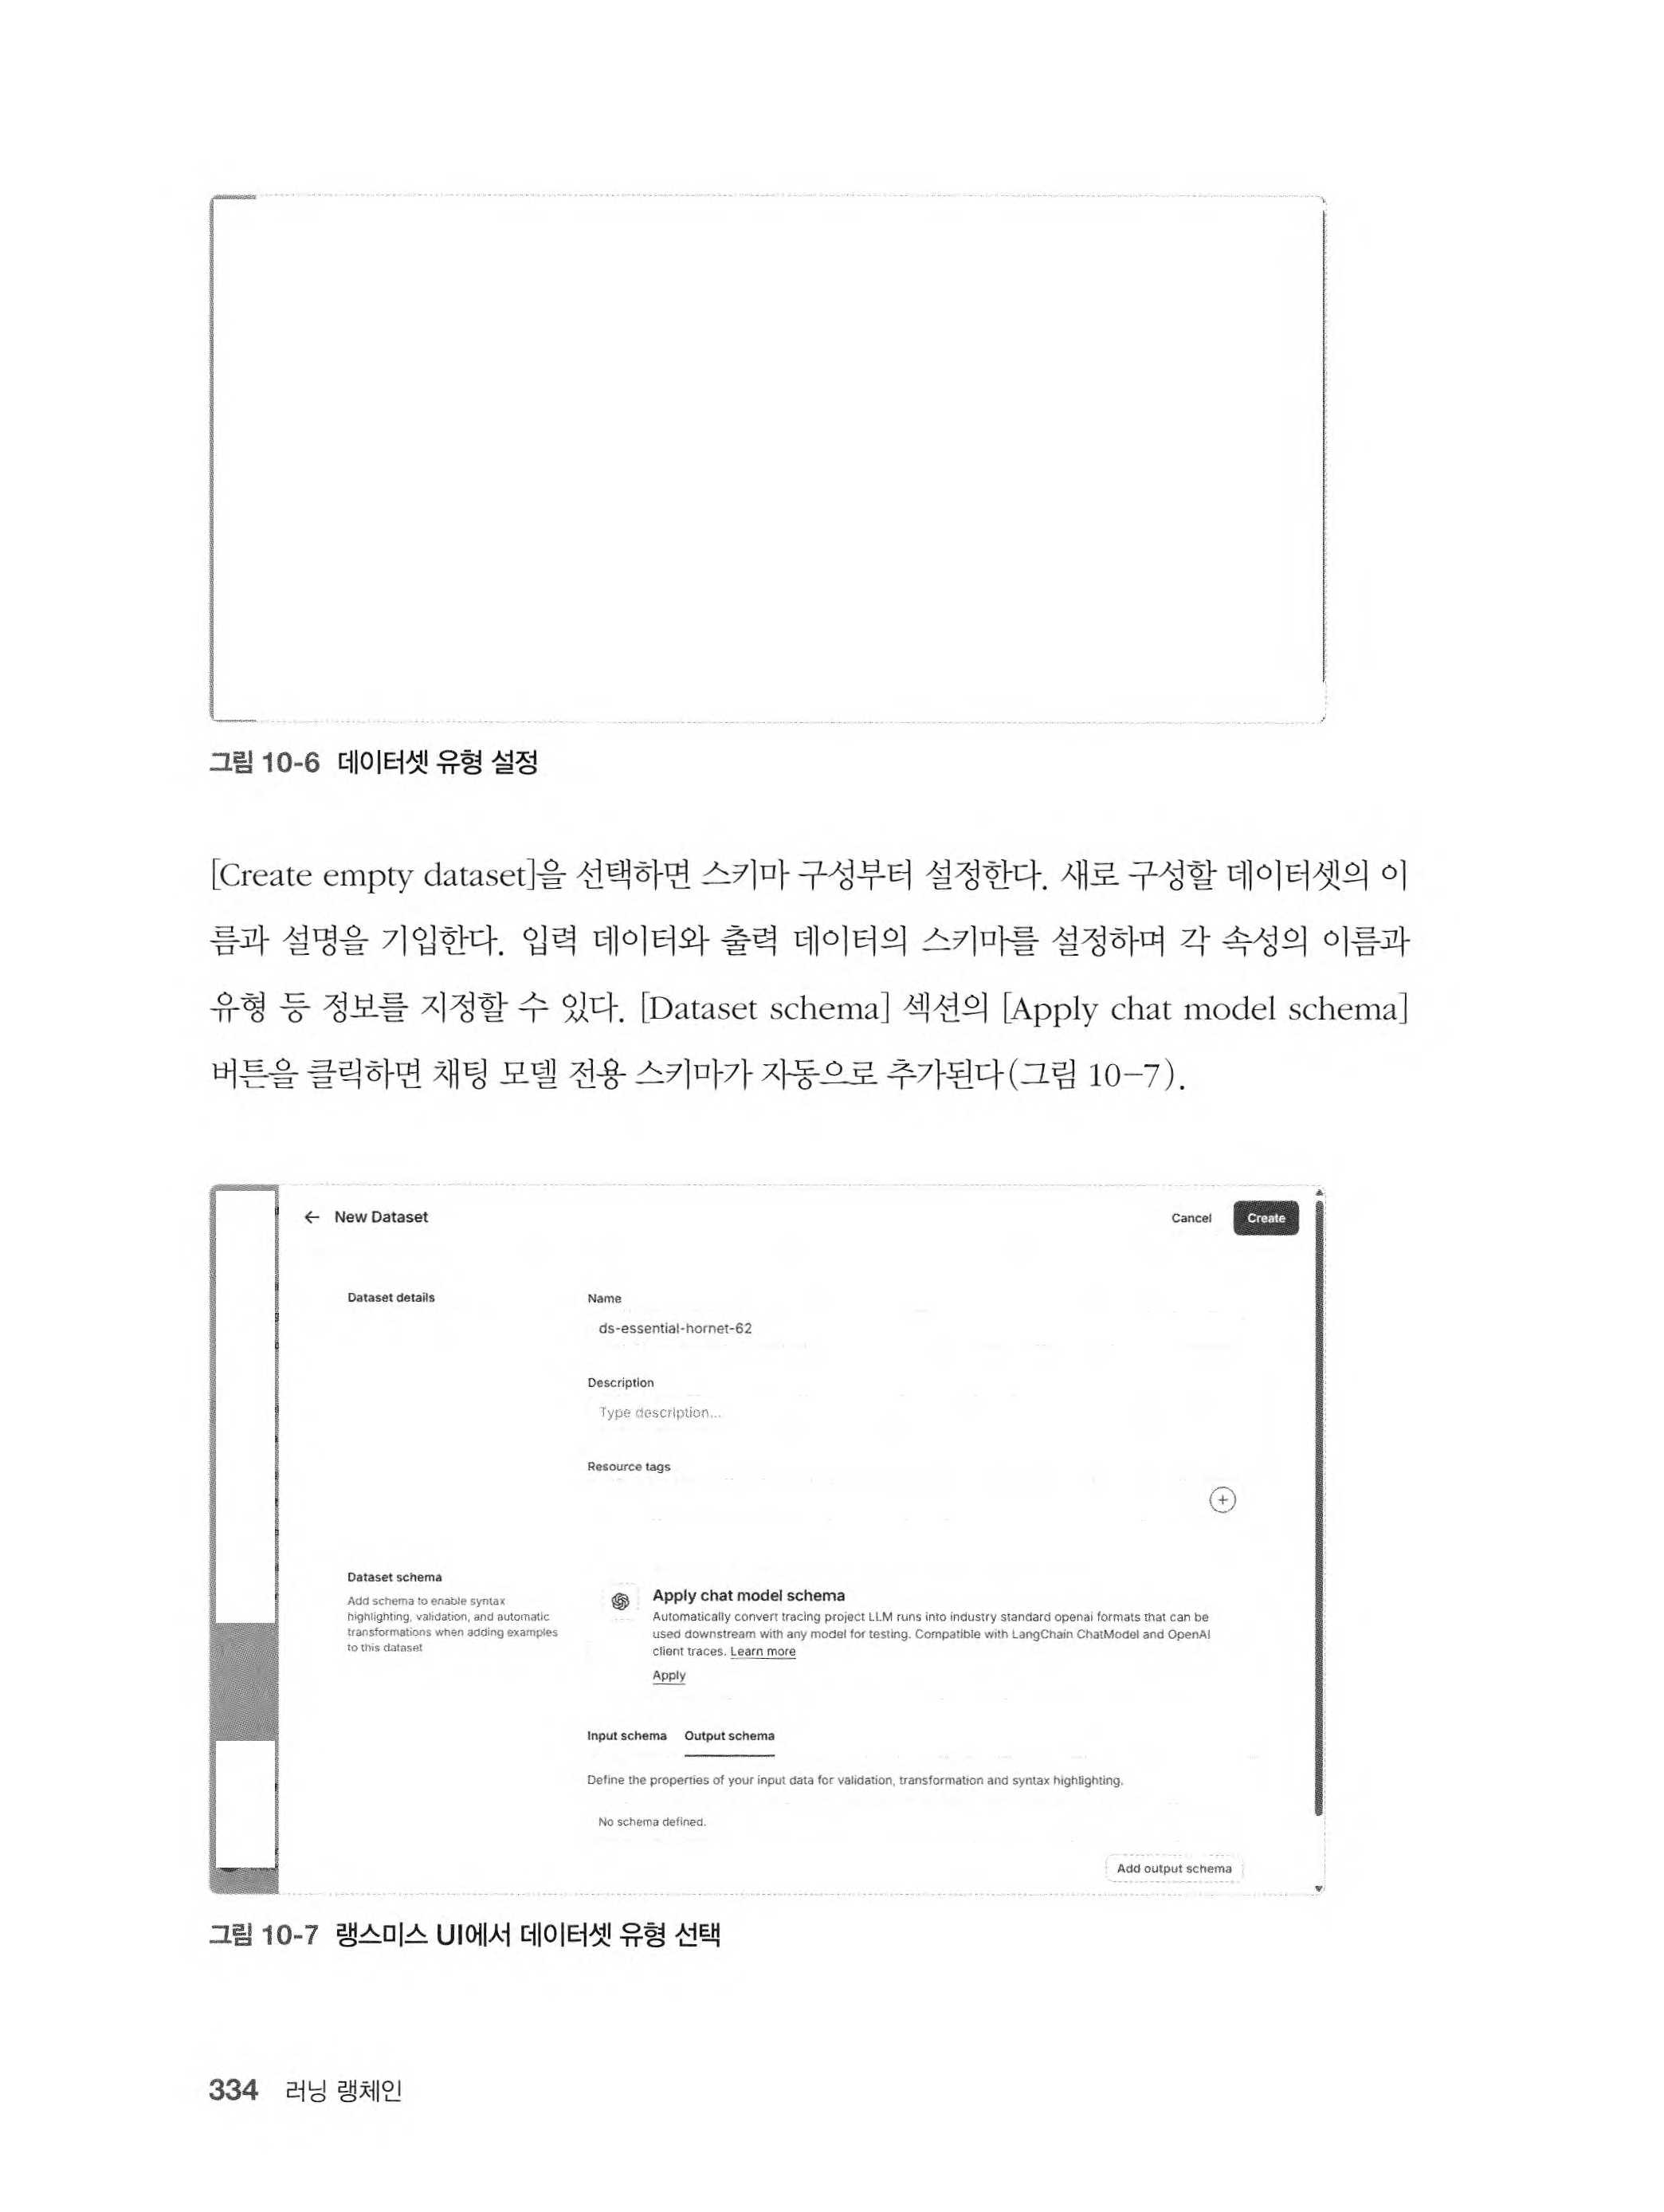 그림 10-6 데이터셋 유형 설정
[Create empty dataset]을 선택하면 스키마 구성부터 설정한다. 새로 구성할 데이터셋의 이
름과 설명을 기입한다. 입력 데이터와 출력 데이터의 스키마를 설정하며 각 속성의 이름과
유형 등 정보를 지정할 수 있다. [Dataset schema] 섹션의 [Apply chat model schema]
버튼을 클릭하면 채팅 모델 전용 스키마가 자동으로 추가된다(그림 10-7).
← New Dataset
Cancel
Create
Dataset details
Name
ds-essential-hornet-62
Description
Type description...
Resource tags
+
Dataset schema
Add schema to enable syntax
highlighting, validation, and automatic
transformations when adding examples
to this dataset
Apply chat model schema
Automatically convert tracing project LLM runs into industry standard openai formats that can be
used downstream with any model for testing. Compatible with LangChain ChatModel and OpenAI
client traces. Learn more
Apply
Input schema Output schema
Define the properties of your input data for validation, transformation and syntax highlighting.
No schema defined.
Add output schema
그림 10-7 랭스미스 UI에서 데이터셋 유형 선택
334 러닝 랭체인